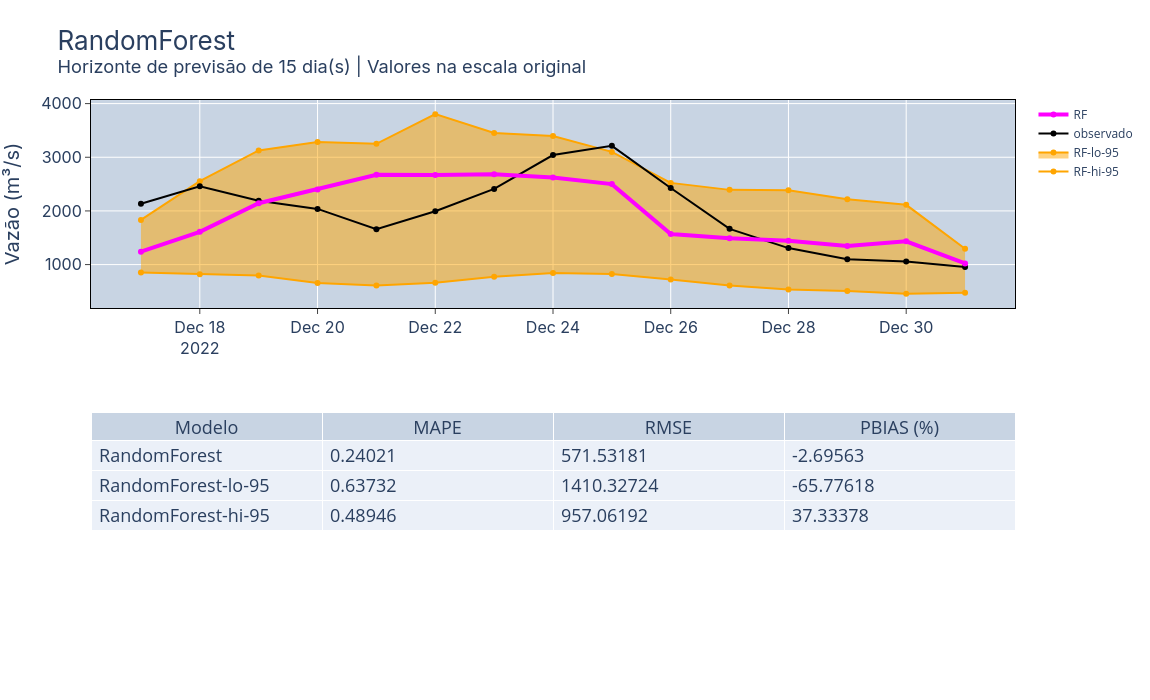 RandomForest
Horizonte de previsão de 15 dia(s) | Valores na escala original
Vazão (m³/s)
4000
3000
2000
1000
Dec 18
2022
Dec 20
Dec 22
Dec 24
Dec 26
Dec 28
Dec 30
RF
observado
RF-lo-95
RF-hi-95
Modelo MAPE RMSE PBIAS (%)
RandomForest 0.24021 571.53181 -2.69563
RandomForest-lo-95 0.63732 1410.32724 -65.77618
RandomForest-hi-95 0.48946 957.06192 37.33378